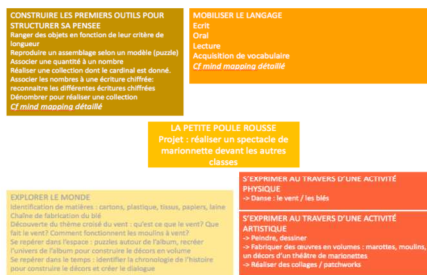 CONSTRUIRE LES PREMIERS OUTILS POUR
STRUCTURER SA PENSEE
Ranger des objets en fonction de leur critère de
longueur
Reproduire un assemblage selon un modèle (puzzle)
Associer une quantité à un nombre
Réaliser une collection dont le cardinal est donné.
Associer les nombres à une écriture chiffrée:
reconnaitre les différentes écritures chiffrées
Dénombrer pour réaliser une collection
Cf mind mapping détaillé
MOBILISER LE LANGAGE
Ecrit
Oral
Lecture
Acquisition de vocabulaire
Cf mind mapping détaillé
LA PETITE POULE ROUSSE
Projet : réaliser un spectacle de
marionnette devant les autres
classes
EXPLORER LE MONDE
Identification de matières : cartons, plastique, tissus, papiers, laine
Chaîne de fabrication du blé
Découverte du thème croisé du vent : qu'est ce que le vent? Que
fait le vent? Comment fonctionnent les moulins à vent?
Se repérer dans l'espace : puzzles autour de l'album, recréer
l'univers de l'album pour construire le décors en volume
Se repérer dans le temps : identifier la chronologie de l'histoire
pour construire le décors et créer le dialogue
S'EXPRIMER AU TRAVERS D'UNE ACTIVITÉ
PHYSIQUE
-> Danse : le vent / les blés
S'EXPRIMER AU TRAVERS D'UNE ACTIVITÉ
ARTISTIQUE
-> Peindre, dessiner
-> Fabriquer des œuvres en volumes : marottes, moulins,
un décors d'un théâtre de marionettes
-> Réaliser des collages / patchworks